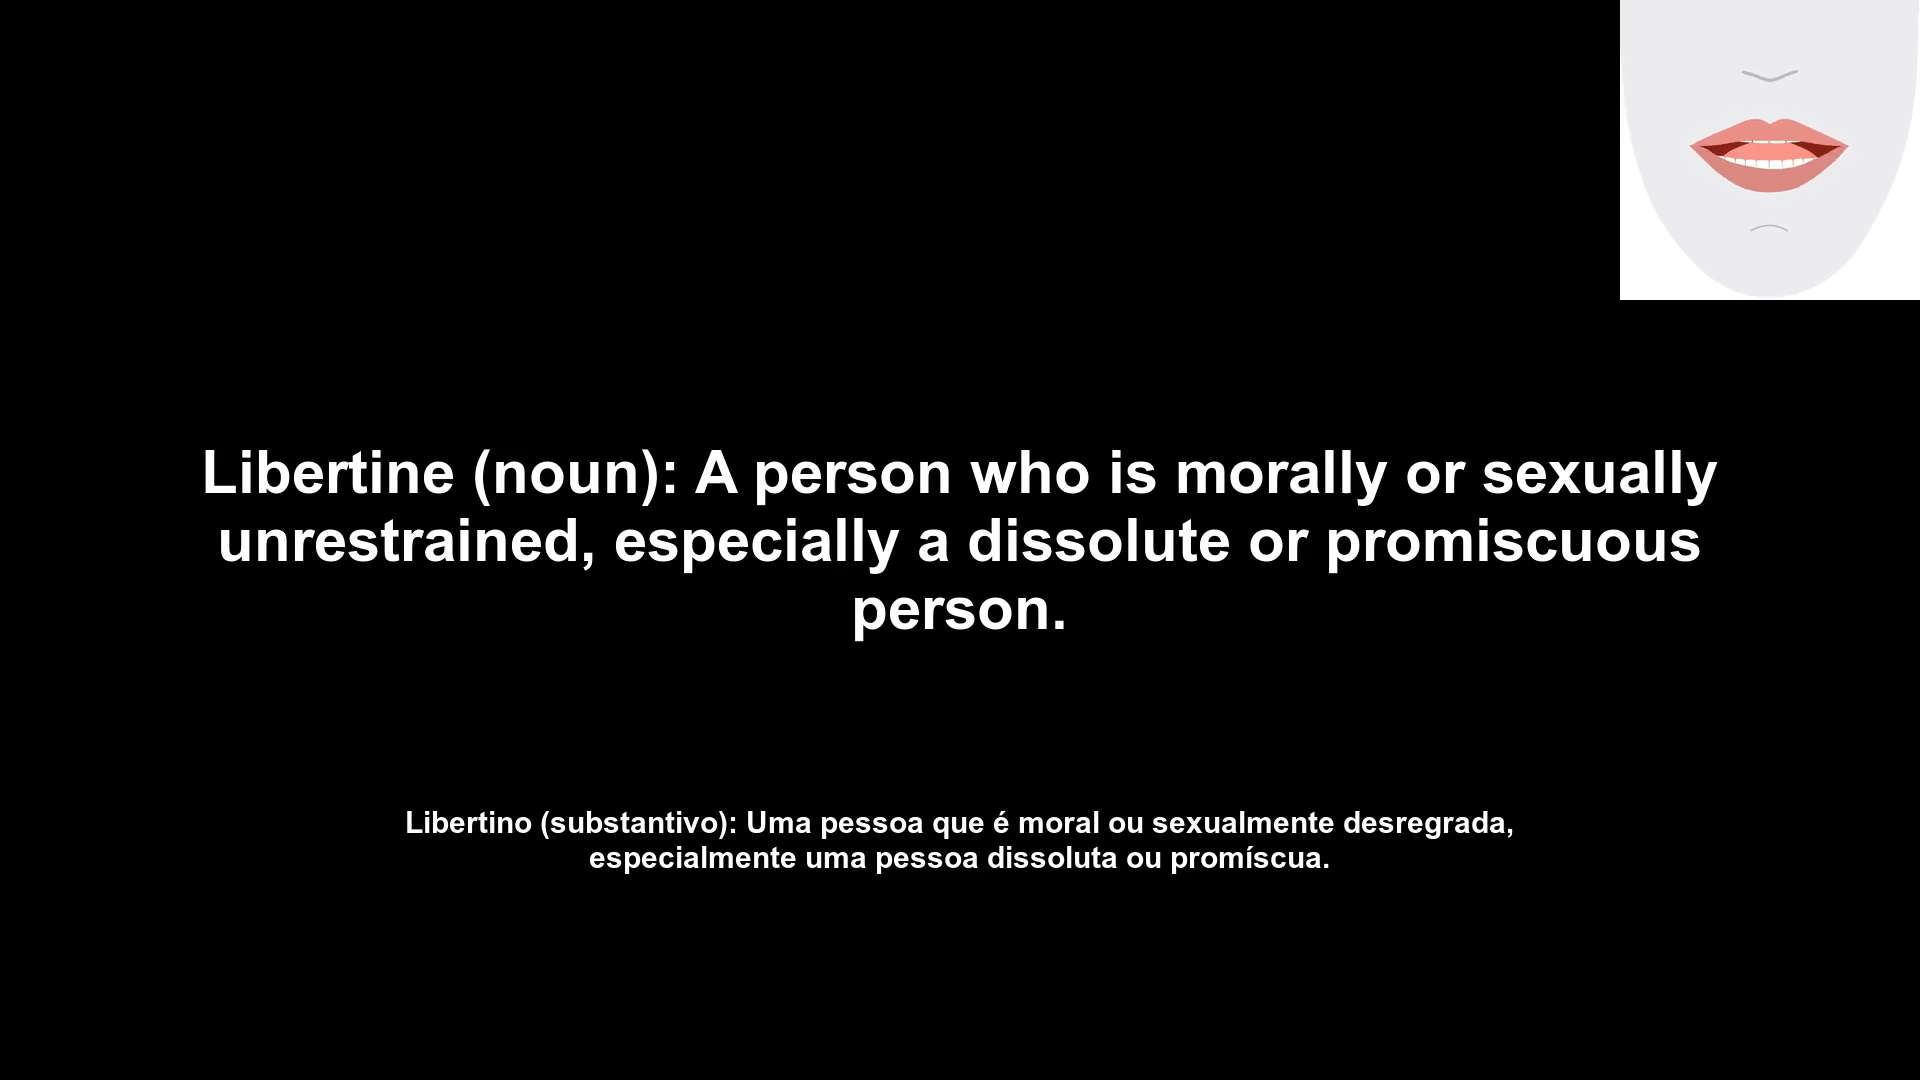 Libertine (noun): A person who is morally or sexually
unrestrained, especially a dissolute or promiscuous
person.
Libertino (substantivo): Uma pessoa que é moral ou sexualmente desregrada,
especialmente uma pessoa dissoluta ou promíscua.